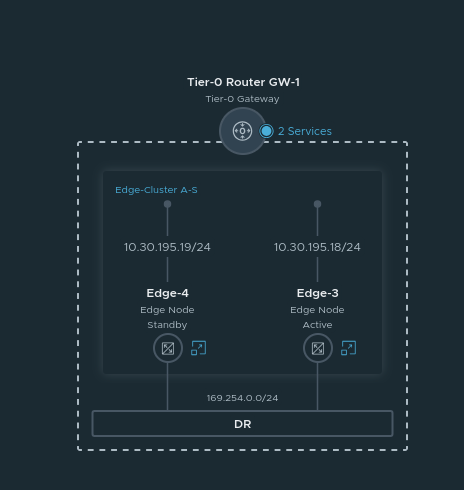 Tier-0 Router GW-1
Tier-0 Gateway
2 Services
Edge-Cluster A-S
10.30.195.19/24
10.30.195.18/24
Edge-4
Edge Node
Standby
Edge-3
Edge Node
Active
169.254.0.0/24
DR